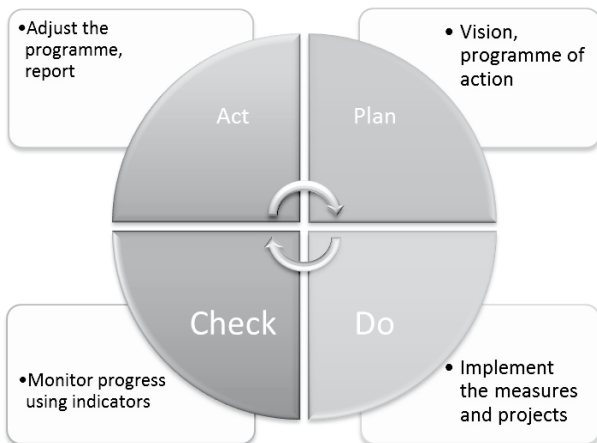 •Adjust the
programme,
report
• Vision,
programme of
action
Act
Plan
Check
Do
•Monitor progress
using indicators
• Implement
the measures
and projects